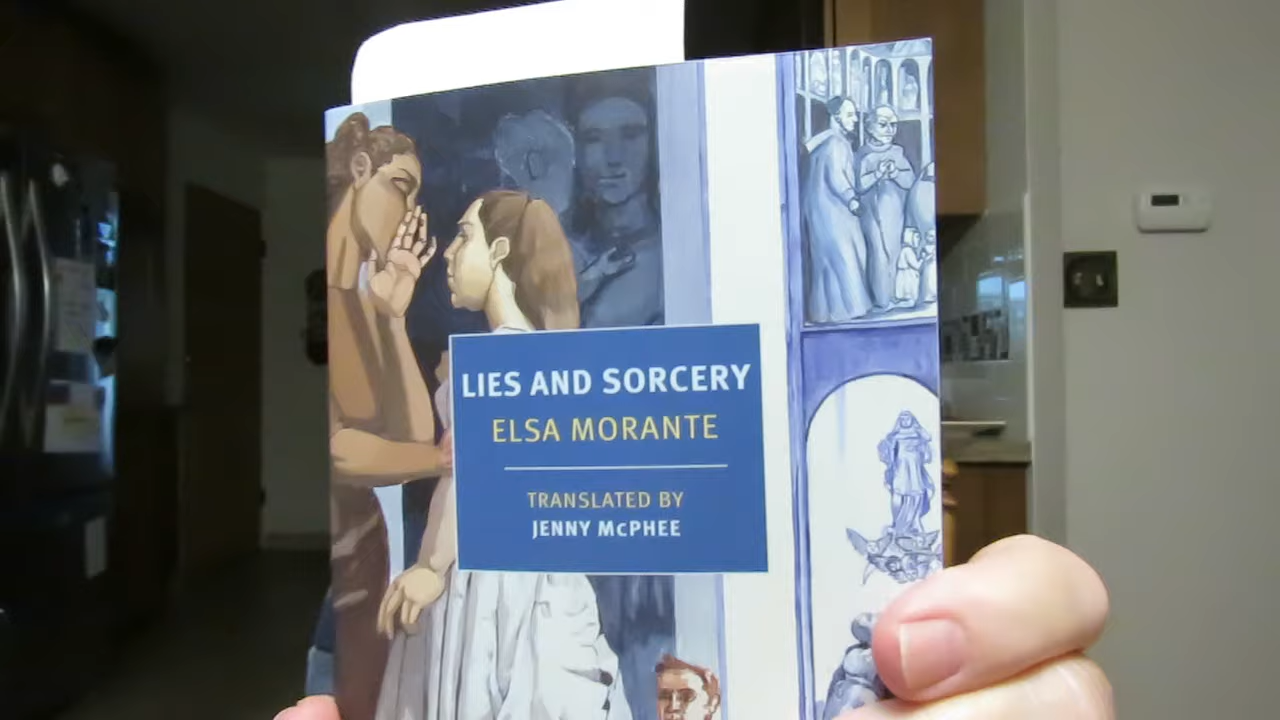 LIES AND SORCERY
ELSA MORANTE
TRANSLATED BY
JENNY McPHEE